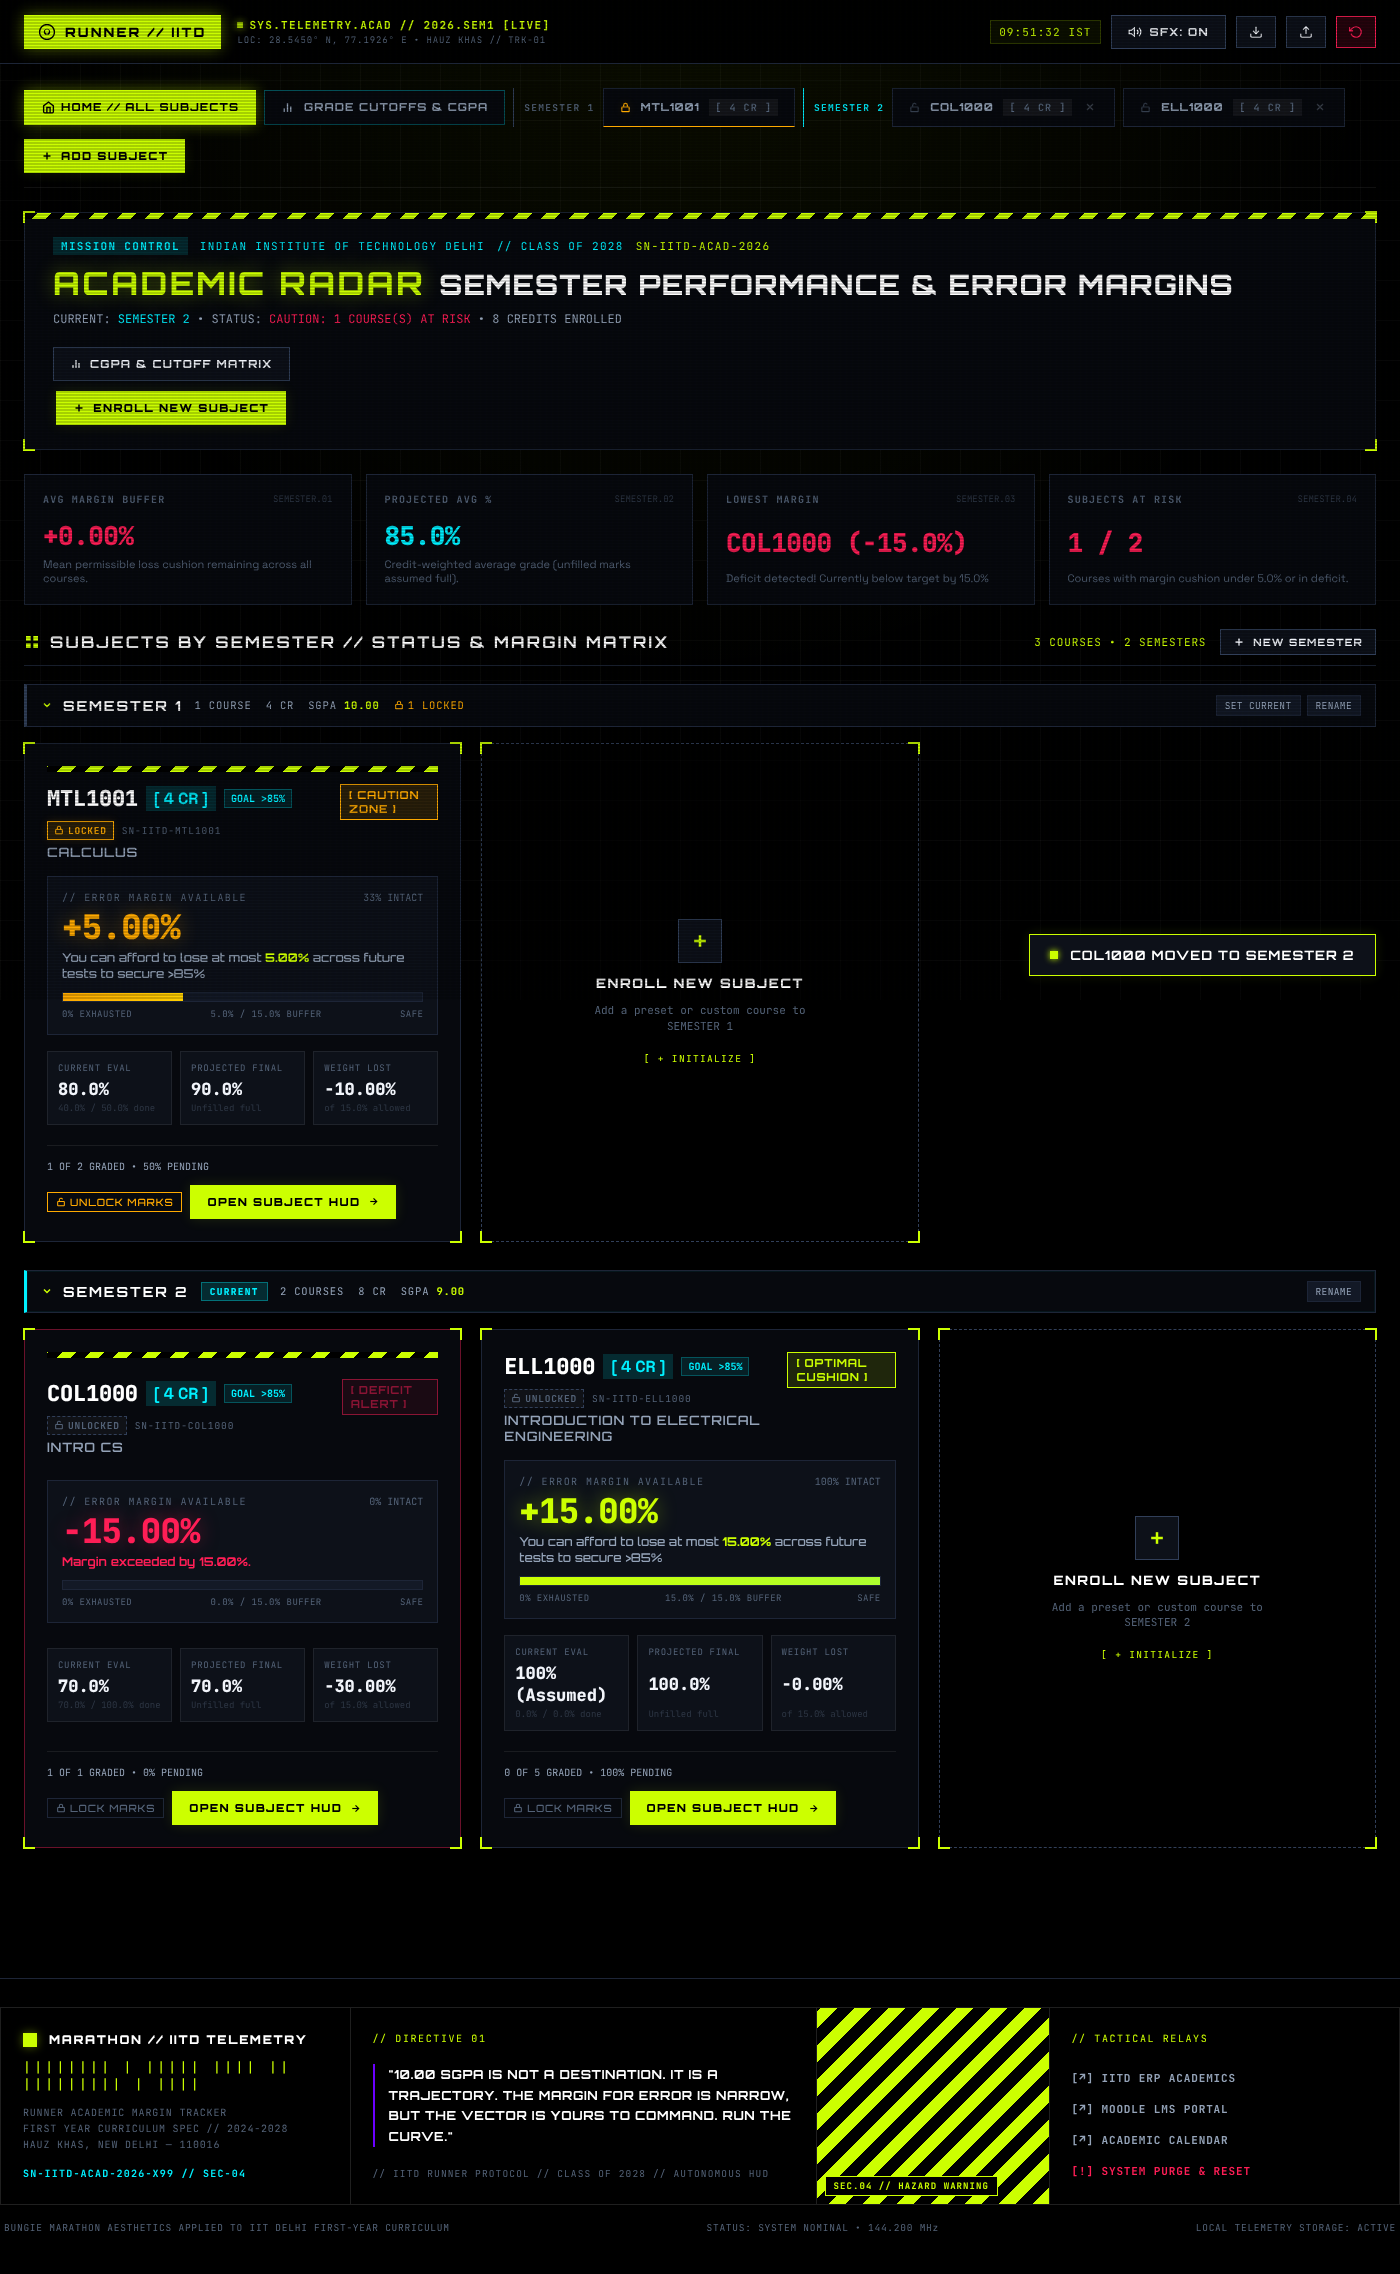 RUNNER // IITD
SYS.TELEMETRY.ACAD // 2026.SEM1 [LIVE]
LOC: 28.5450° N, 77.1926° E • HAUZ KHAS // TRK-01
09:51:32 IST
SFX: ON
HOME // ALL SUBJECTS
GRADE CUTOFFS & CGPA
SEMESTER 1
MTL1001 [ 4 CR ]
SEMESTER 2
COL1000 [ 4 CR ] ×
ELL1000 [ 4 CR ] ×
+ ADD SUBJECT
MISSION CONTROL INDIAN INSTITUTE OF TECHNOLOGY DELHI // CLASS OF 2028 SN-IITD-ACAD-2026
ACADEMIC RADAR SEMESTER PERFORMANCE & ERROR MARGINS
CURRENT: SEMESTER 2 • STATUS: CAUTION: 1 COURSE(S) AT RISK • 8 CREDITS ENROLLED
CGPA & CUTOFF MATRIX
+ ENROLL NEW SUBJECT
AVG MARGIN BUFFER SEMESTER.01
+0.00%
Mean permissible loss cushion remaining across all
courses.
PROJECTED AVG % SEMESTER.02
85.0%
Credit-weighted average grade (unfilled marks
assumed full).
LOWEST MARGIN SEMESTER.03
COL1000 (-15.0%)
Deficit detected! Currently below target by 15.0%
SUBJECTS AT RISK SEMESTER.04
1 / 2
Courses with margin cushion under 5.0% or in deficit.
SUBJECTS BY SEMESTER // STATUS & MARGIN MATRIX
3 COURSES • 2 SEMESTERS
+ NEW SEMESTER
SEMESTER 1 1 COURSE 4 CR SGPA 10.00 1 LOCKED
SET CURRENT RENAME
MTL1001 [4 CR] GOAL >85%
[ CAUTION
ZONE ]
LOCKED SN-IITD-MTL1001
CALCULUS
// ERROR MARGIN AVAILABLE 33% INTACT
+5.00%
You can afford to lose at most 5.00% across future
tests to secure >85%
0% EXHAUSTED 5.0% / 15.0% BUFFER SAFE
CURRENT EVAL
80.0%
40.0% / 50.0% done
PROJECTED FINAL
90.0%
Unfilled full
WEIGHT LOST
-10.00%
of 15.0% allowed
1 OF 2 GRADED • 50% PENDING
UNLOCK MARKS
OPEN SUBJECT HUD →
+
ENROLL NEW SUBJECT
Add a preset or custom course to
SEMESTER 1
[ + INITIALIZE ]
COL1000 MOVED TO SEMESTER 2
SEMESTER 2 CURRENT 2 COURSES 8 CR SGPA 9.00
RENAME
COL1000 [4 CR] GOAL >85%
[ DEFICIT
ALERT ]
UNLOCKED SN-IITD-COL1000
INTRO CS
// ERROR MARGIN AVAILABLE 0% INTACT
-15.00%
Margin exceeded by 15.00%.
0% EXHAUSTED 0.0% / 15.0% BUFFER SAFE
CURRENT EVAL
70.0%
70.0% / 100.0% done
PROJECTED FINAL
70.0%
Unfilled full
WEIGHT LOST
-30.00%
of 15.0% allowed
1 OF 1 GRADED • 0% PENDING
LOCK MARKS
OPEN SUBJECT HUD →
ELL1000 [4 CR] GOAL >85%
[ OPTIMAL
CUSHION ]
UNLOCKED SN-IITD-ELL1000
INTRODUCTION TO ELECTRICAL
ENGINEERING
// ERROR MARGIN AVAILABLE 100% INTACT
+15.00%
You can afford to lose at most 15.00% across future
tests to secure >85%
0% EXHAUSTED 15.0% / 15.0% BUFFER SAFE
CURRENT EVAL
100%
(Assumed)
0.0% / 0.0% done
PROJECTED FINAL
100.0%
Unfilled full
WEIGHT LOST
-0.00%
of 15.0% allowed
0 OF 5 GRADED • 100% PENDING
LOCK MARKS
OPEN SUBJECT HUD →
+
ENROLL NEW SUBJECT
Add a preset or custom course to
SEMESTER 2
[ + INITIALIZE ]
MARATHON // IITD TELEMETRY
|||||||| | ||||| |||| ||
||||||||| | ||||
RUNNER ACADEMIC MARGIN TRACKER
FIRST YEAR CURRICULUM SPEC // 2024-2028
HAUZ KHAS, NEW DELHI — 110016
SN-IITD-ACAD-2026-X99 // SEC-04
// DIRECTIVE 01
"10.00 SGPA IS NOT A DESTINATION. IT IS A
TRAJECTORY. THE MARGIN FOR ERROR IS NARROW,
BUT THE VECTOR IS YOURS TO COMMAND. RUN THE
CURVE."
// IITD RUNNER PROTOCOL // CLASS OF 2028 // AUTONOMOUS HUD
SEC.04 // HAZARD WARNING
// TACTICAL RELAYS
[↗] IITD ERP ACADEMICS
[↗] MOODLE LMS PORTAL
[↗] ACADEMIC CALENDAR
[!] SYSTEM PURGE & RESET
BUNGIE MARATHON AESTHETICS APPLIED TO IIT DELHI FIRST-YEAR CURRICULUM
STATUS: SYSTEM NOMINAL • 144.200 MHz
LOCAL TELEMETRY STORAGE: ACTIVE